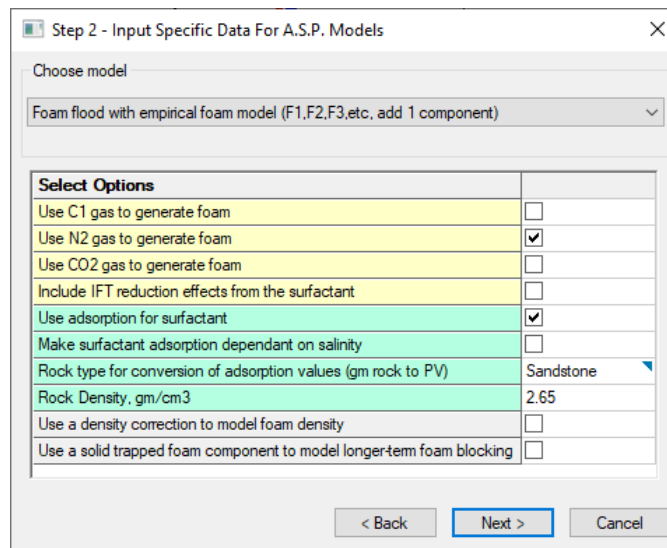 Step 2 - Input Specific Data For A.S.P. Models
Choose model
Foam flood with empirical foam model (F1,F2,F3,etc, add 1 component)
Select Options
Use C1 gas to generate foam
Use N2 gas to generate foam
Use CO2 gas to generate foam
Include IFT reduction effects from the surfactant
Use adsorption for surfactant
Make surfactant adsorption dependant on salinity
Rock type for conversion of adsorption values (gm rock to PV) Sandstone
Rock Density, gm/cm3 2.65
Use a density correction to model foam density
Use a solid trapped foam component to model longer-term foam blocking
< Back Next > Cancel